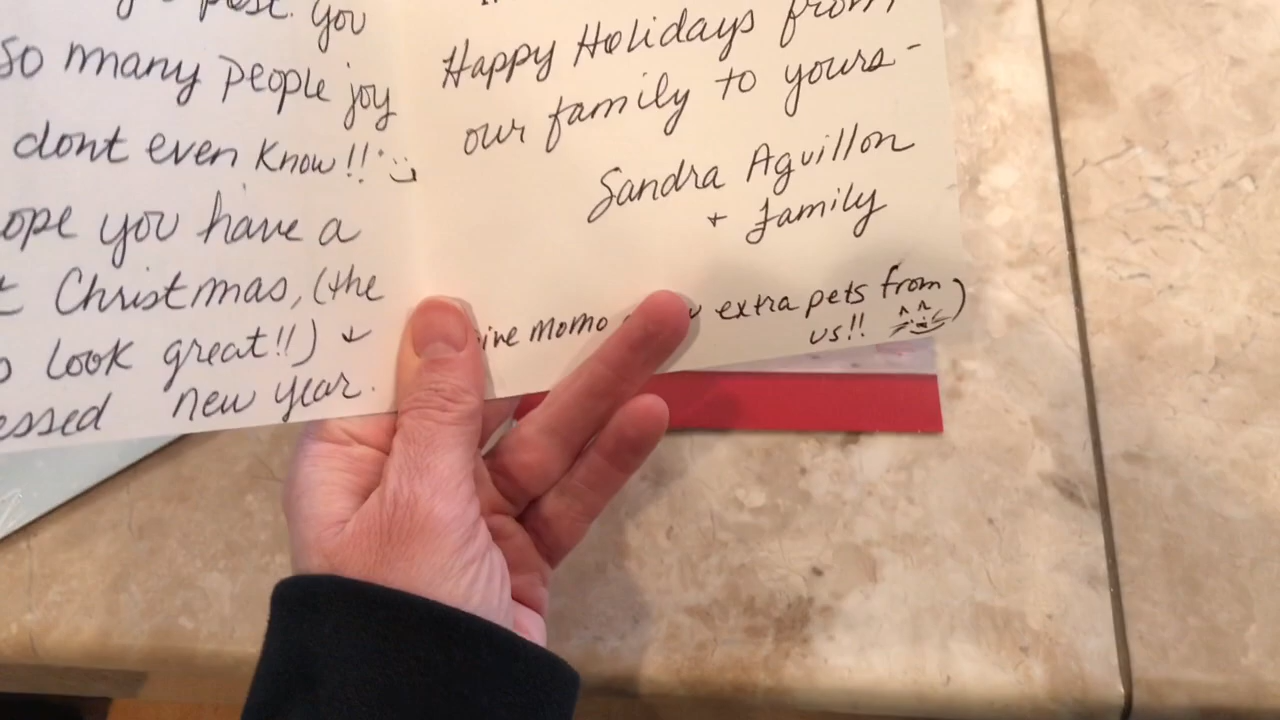 post. you
so many people joy
dont even know!!
ope you have a
Christmas, (the
look great!!) +
essed new year.
Happy Holidays from
our family to yours-
Sandra Aguillon
+ family
ive momo extra pets from
us!! )